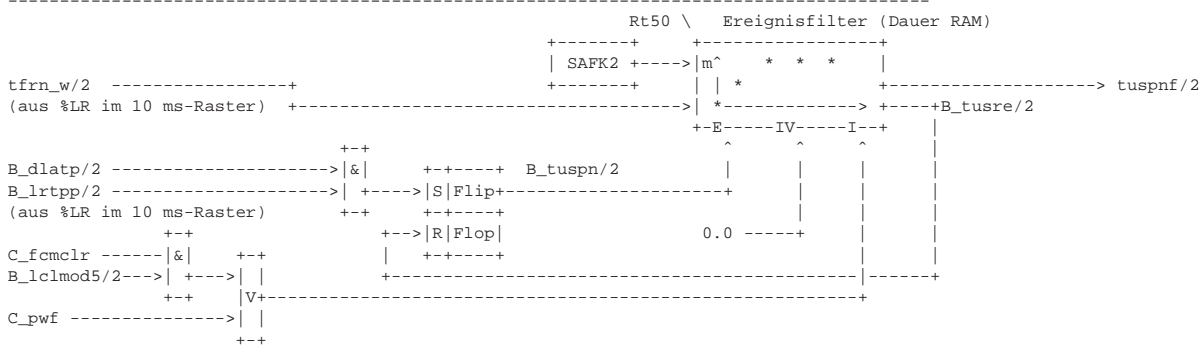 Rt50 \ Ereignisfilter (Dauer RAM)
SAFK2 m^ * * *
tfrn_w/2 * tuspnf/2
(aus %LR im 10 ms-Raster) * B_tusre/2
E IV I
B_dlatp/2 & B_tuspn/2
B_lrtpp/2 S Flip
(aus %LR im 10 ms-Raster)
R Flop 0.0
C_fcmclr &
B_lclmod5/2
V
C_pwf